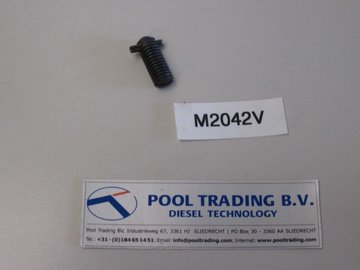 M2042V
POOL TRADING B.V.
DIESEL TECHNOLOGY
Pool Trading Bv, Industrieweg 67, 3361 HJ SLIEDRECHT / PO Box, 30 - 3360 AA SLIEDRECHT
Tel.: +31-(0)184 651451; Email: info@pooltrading.com; Internet: www.pooltrading.com